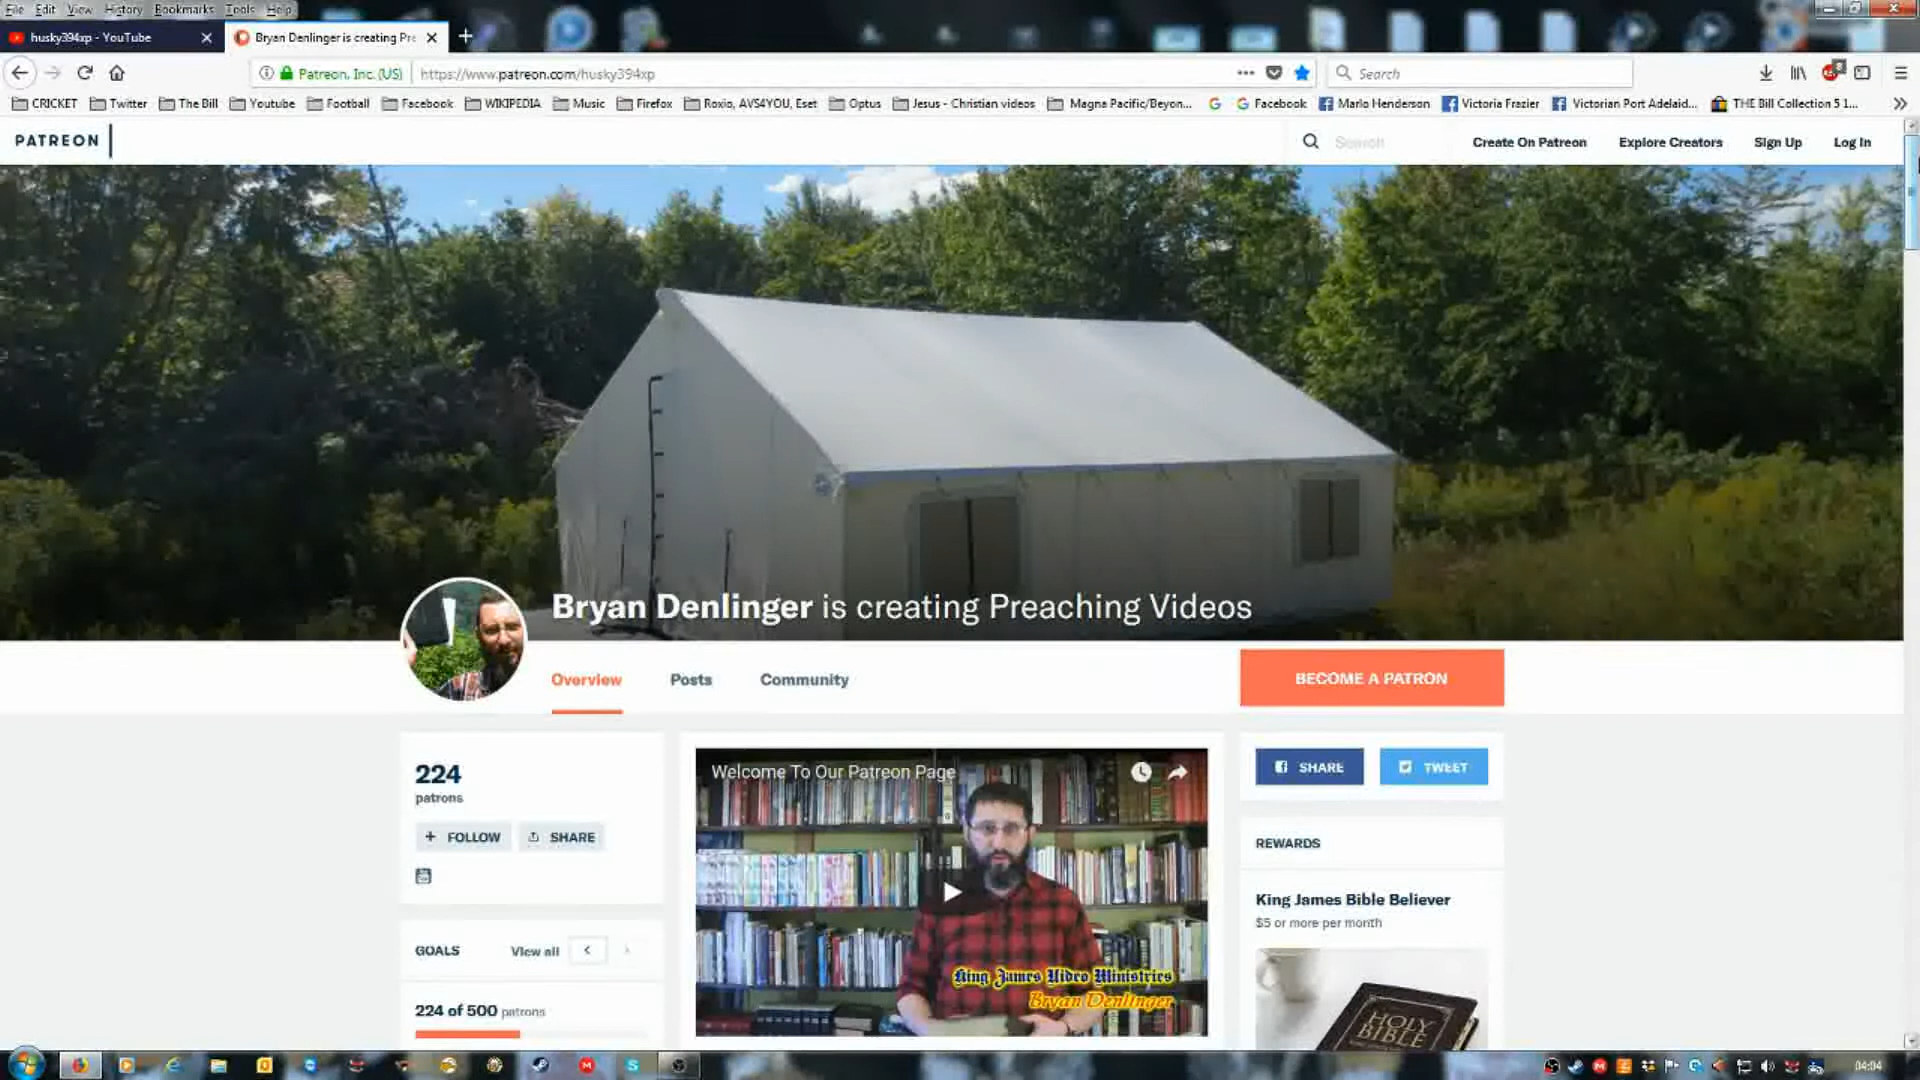 File Edit View History Bookmarks Tools Help
husky394xp - YouTube
Bryan Denlinger is creating Pre
Patreon, Inc. (US)
https://www.patreon.com/husky394xp
Search
CRICKET Twitter The Bill Youtube Football Facebook WIKIPEDIA Music Firefox Roxio, AVS4YOU, Eset Optus Jesus - Christian videos Magna Pacific/Beyon... Facebook Marlo Henderson Victoria Frazier Victorian Port Adelaid... THE Bill Collection 5 1...
PATREON
Search
Create On Patreon
Explore Creators
Sign Up
Log In
Bryan Denlinger is creating Preaching Videos
Overview
Posts
Community
BECOME A PATRON
224
patrons
FOLLOW
SHARE
GOALS
View all
224 of 500 patrons
Welcome To Our Patreon Page
King James Video Ministries
Bryan Denlinger
SHARE
TWEET
REWARDS
King James Bible Believer
$5 or more per month
HOLY
BIBLE
04:04